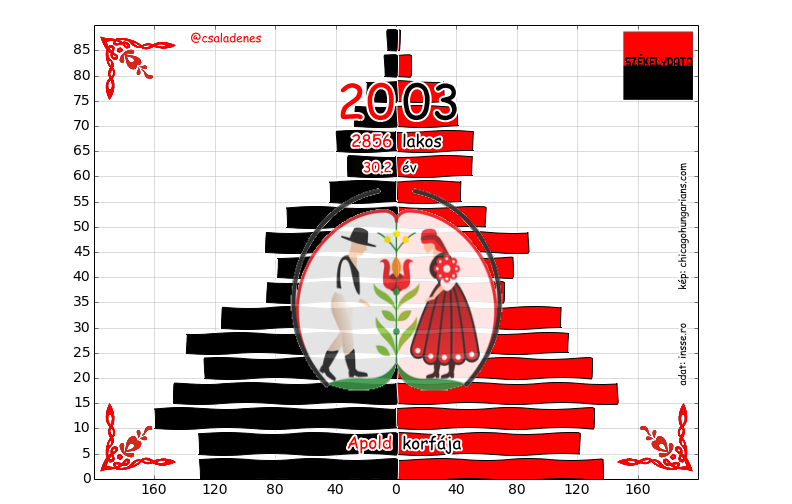 @csaladenes
SZÉKELYDATA
2003
2856 lakos
30.2 év
kép: chicagohungarians.com
adat: insse.ro
Apold korfája
85
80
75
70
65
60
55
50
45
40
35
30
25
20
15
10
5
0
160 120 80 40 0 40 80 120 160